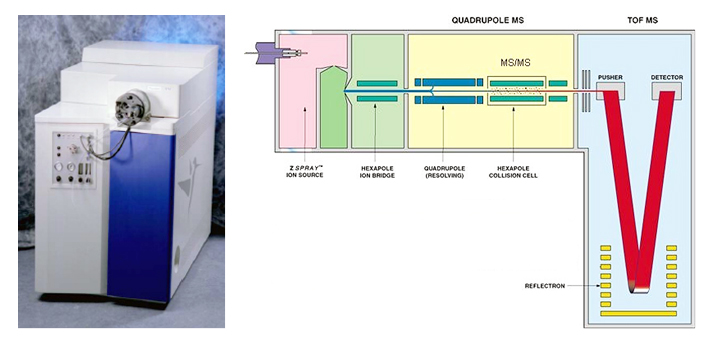 QUADRUPOLE MS
TOF MS
MS/MS
PUSHER
DETECTOR
Z SPRAY™
ION SOURCE
HEXAPOLE
ION BRIDGE
QUADRUPOLE
(RESOLVING)
HEXAPOLE
COLLISION CELL
REFLECTRON